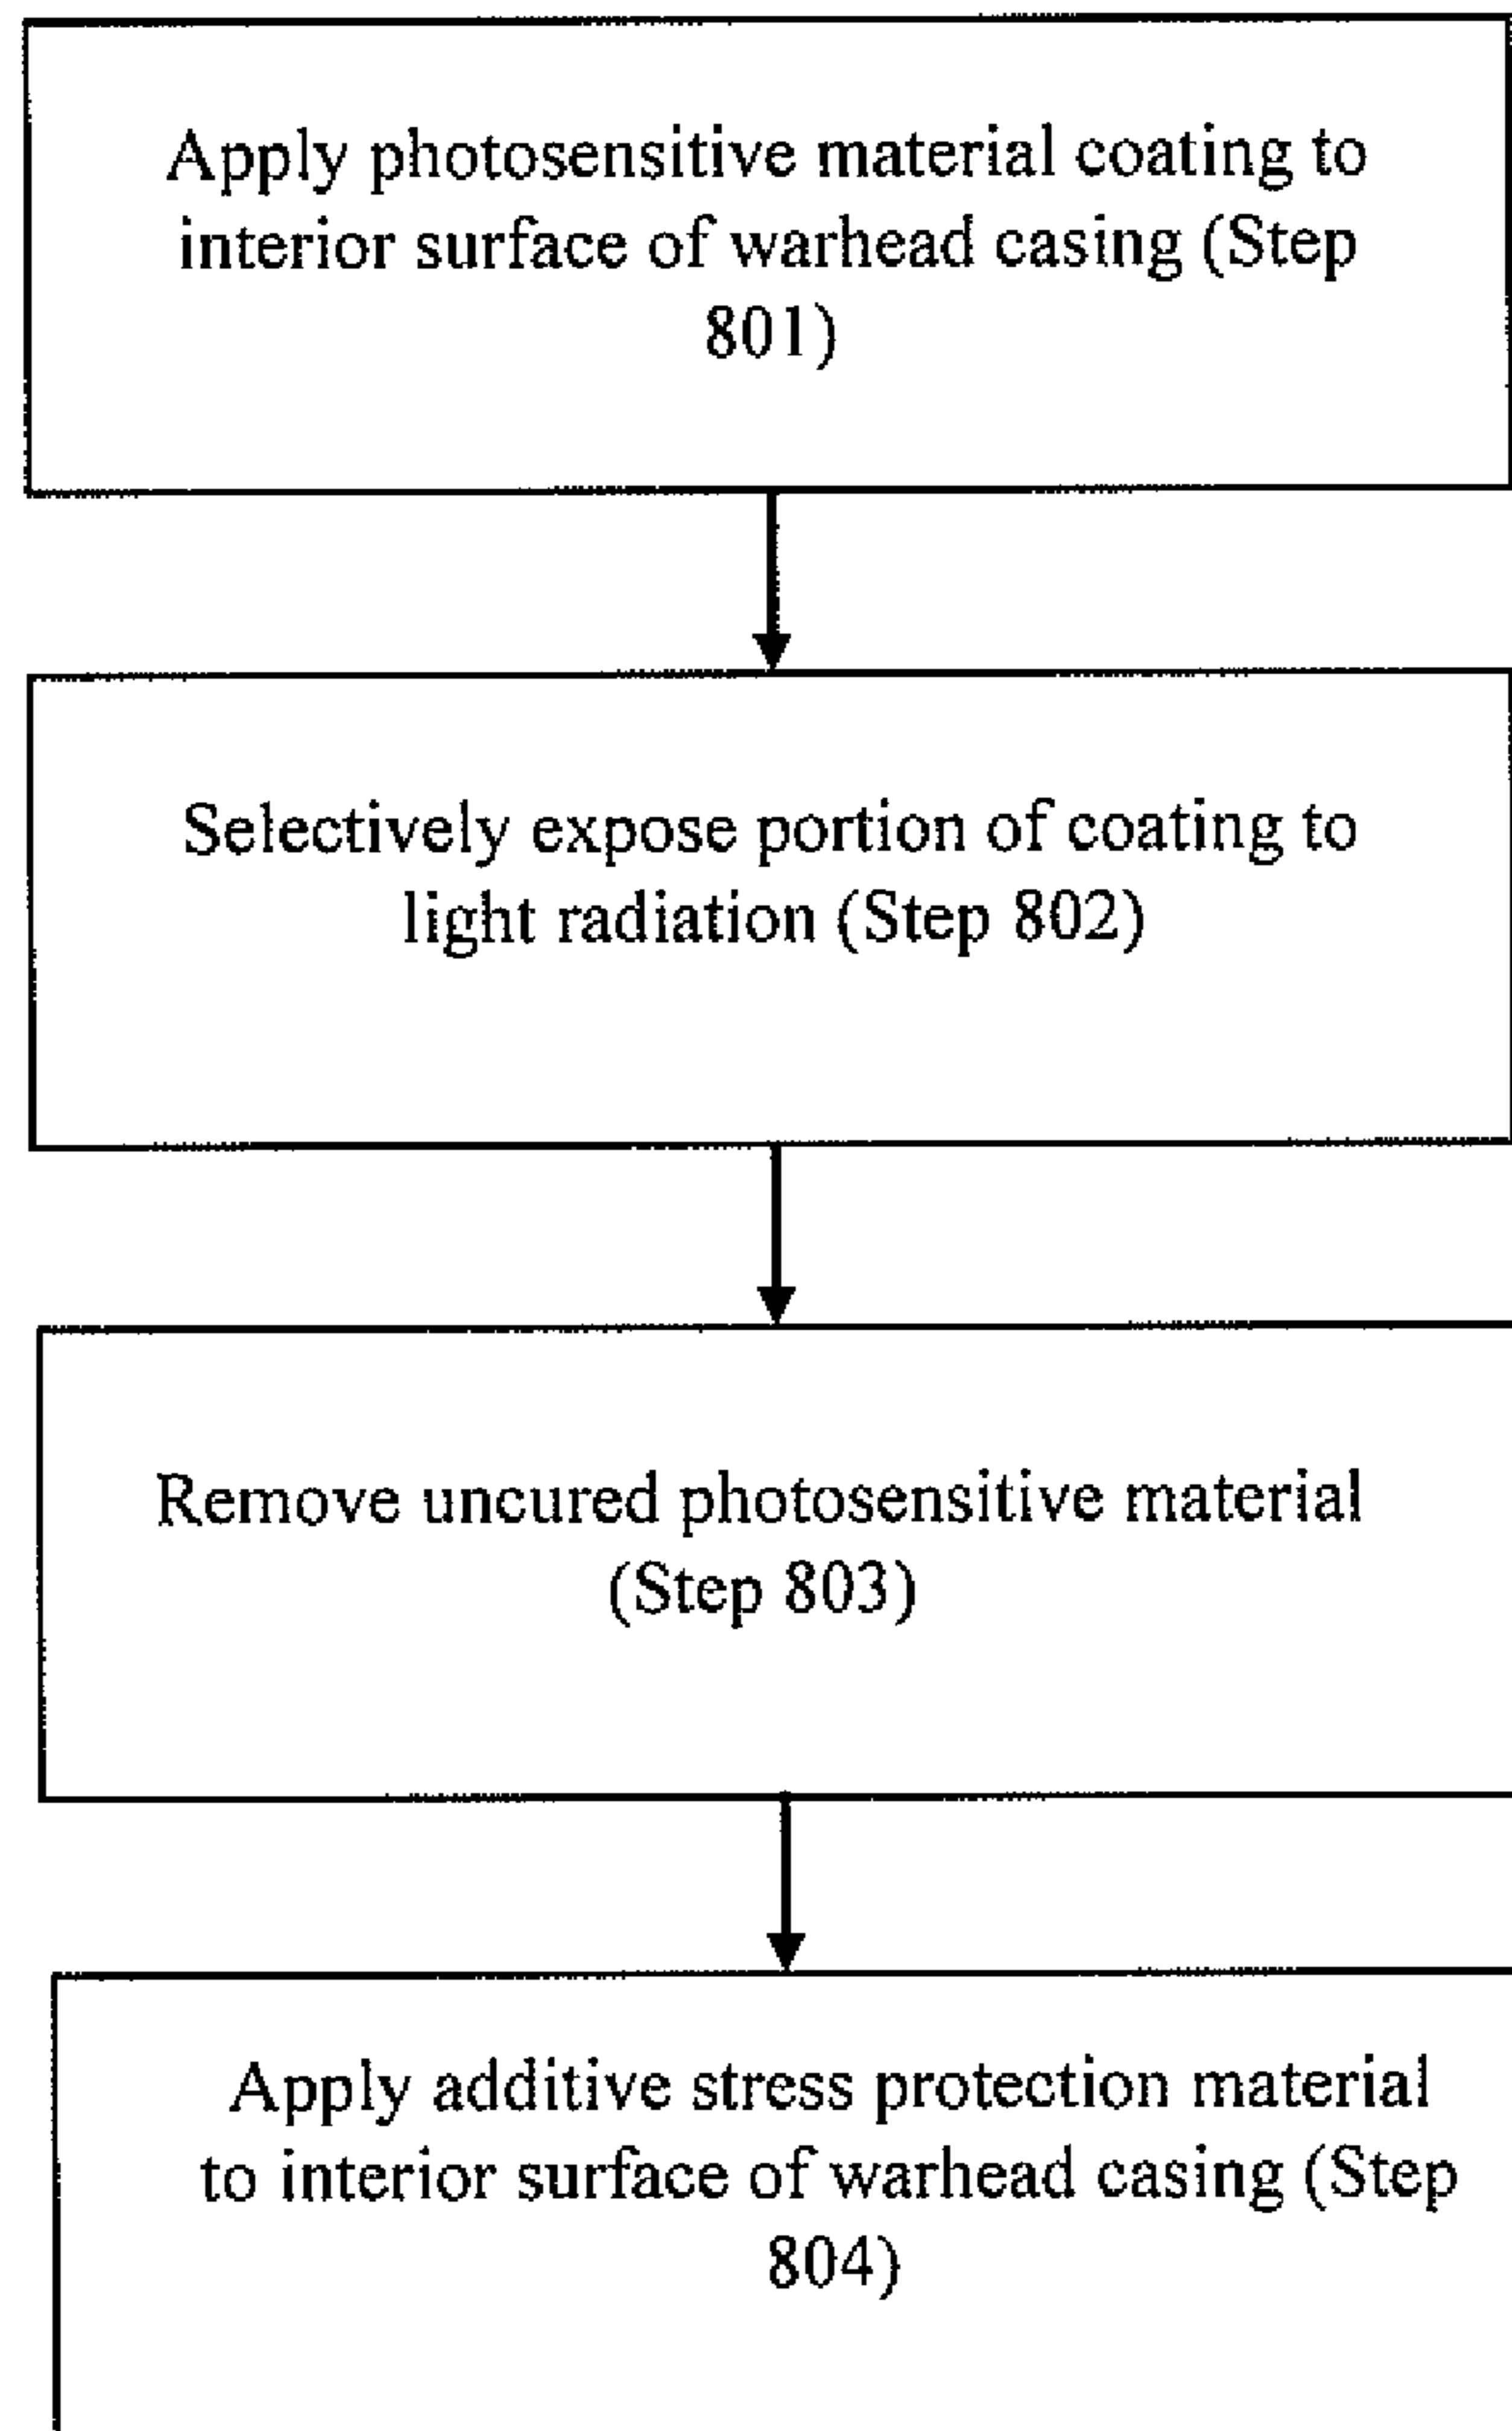 Apply photosensitive material coating to
interior surface of warhead casing (Step
801)
Selectively expose portion of coating to
light radiation (Step 802)
Remove uncured photosensitive material
(Step 803)
Apply additive stress protection material
to interior surface of warhead casing (Step
804)